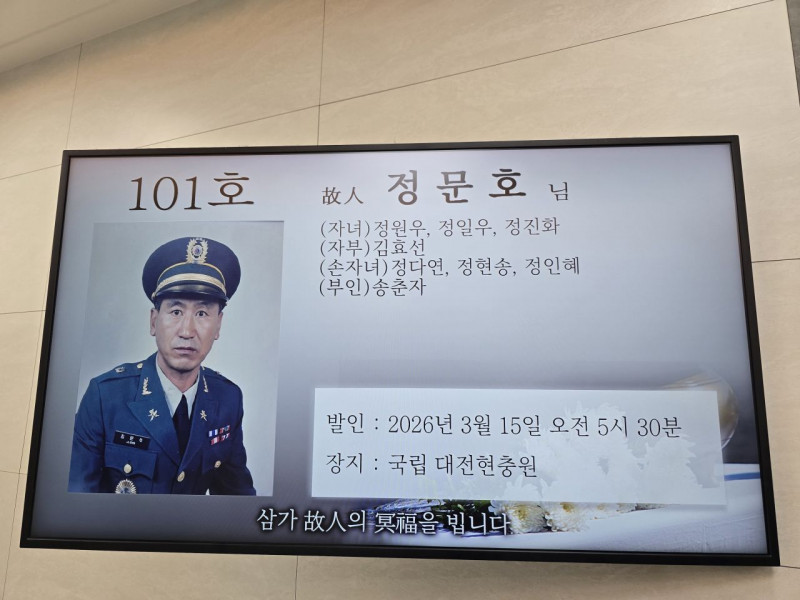 101호
故人 정문호 님
(자녀)정원우, 정일우, 정진화
(자부)김효선
(손자녀)정다연, 정현송, 정인혜
(부인)송춘자
발인 : 2026년 3월 15일 오전 5시 30분
장지 : 국립 대전현충원
삼가 故人의 冥福을 빕니다